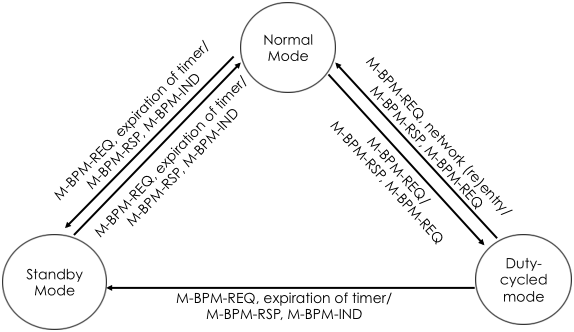 Normal
Mode
M-BPM-REQ, expiration of timer/
M-BPM-RSP, M-BPM-IND
M-BPM-REQ, expiration of timer/
M-BPM-RSP, M-BPM-IND
M-BPM-REQ, network (re)entry/
M-BPM-RSP, M-BPM-REQ
M-BPM-REQ/
M-BPM-RSP, M-BPM-REQ
Standby
Mode
Duty-
cycled
mode
M-BPM-REQ, expiration of timer/
M-BPM-RSP, M-BPM-IND